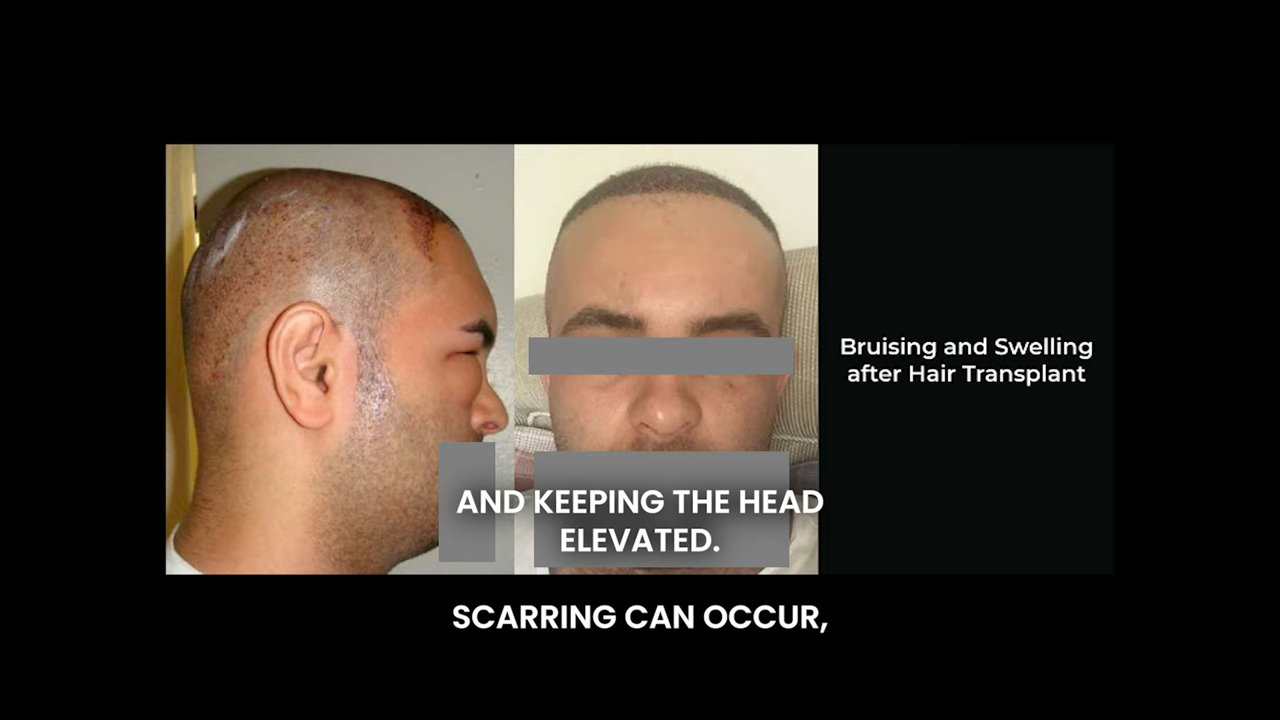 Bruising and Swelling
after Hair Transplant
AND KEEPING THE HEAD
ELEVATED.
SCARRING CAN OCCUR,